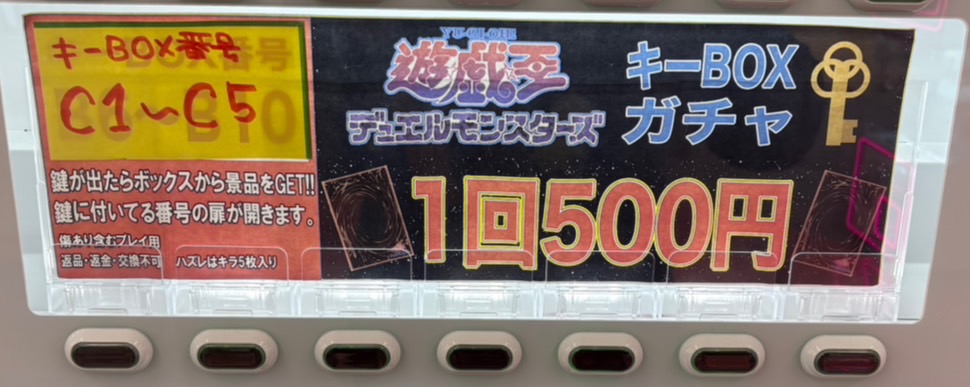 キーBOX番号
C1～C5
鍵が出たらボックスから景品をGET!!
鍵に付いてる番号の扉が開きます。
傷あり含むプレイ用
返品・返金・交換不可
ハズレはキラ5枚入り
YU-GI-OH!
遊戯王
デュエルモンスターズ
キーBOX
ガチャ
1回500円